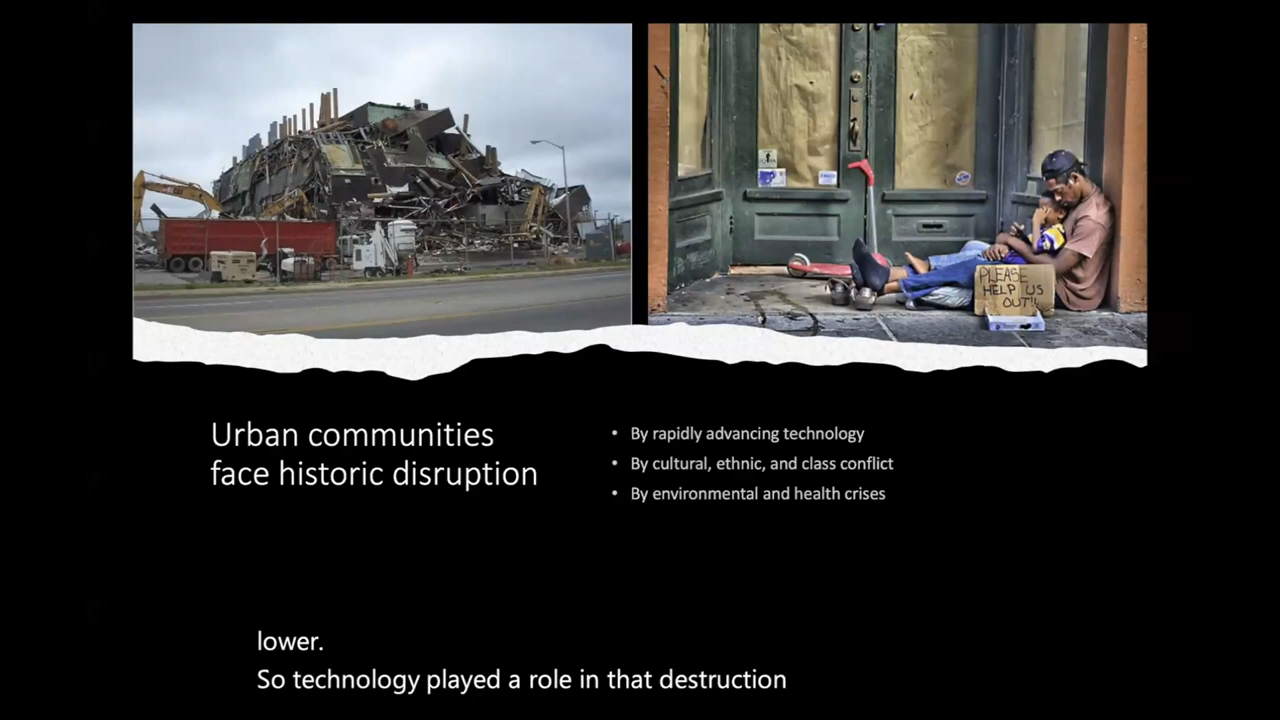 PLEASE
HELP US
OUT!!
Urban communities
face historic disruption
• By rapidly advancing technology
• By cultural, ethnic, and class conflict
• By environmental and health crises
lower.
So technology played a role in that destruction